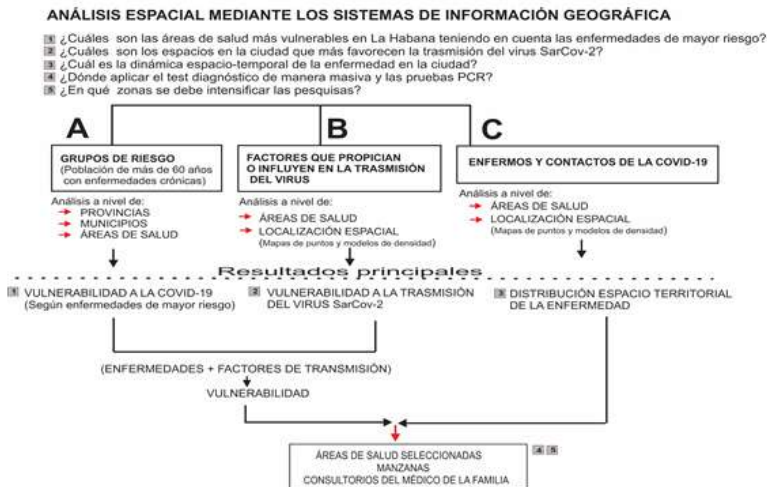 ANÁLISIS ESPACIAL MEDIANTE LOS SISTEMAS DE INFORMACIÓN GEOGRÁFICA
1 ¿Cuáles son las áreas de salud más vulnerables en La Habana teniendo en cuenta las enfermedades de mayor riesgo?
2 ¿Cuáles son los espacios en la ciudad que más favorecen la trasmisión del virus SarCov-2?
3 ¿Cuál es la dinámica espacio-temporal de la enfermedad en la ciudad?
4 ¿Dónde aplicar el test diagnóstico de manera masiva y las pruebas PCR?
5 ¿En qué zonas se debe intensificar las pesquisas?
A
GRUPOS DE RIESGO
(Población de más de 60 años
con enfermedades crónicas)
Análisis a nivel de:
PROVINCIAS
MUNICIPIOS
ÁREAS DE SALUD
B
FACTORES QUE PROPICIAN
O INFLUYEN EN LA TRASMISIÓN
DEL VIRUS
Análisis a nivel de:
ÁREAS DE SALUD
LOCALIZACIÓN ESPACIAL
(Mapas de puntos y modelos de densidad)
C
ENFERMOS Y CONTACTOS DE LA COVID-19
Análisis a nivel de:
ÁREAS DE SALUD
LOCALIZACIÓN ESPACIAL
(Mapas de puntos y modelos de densidad)
Resultados principales
1 VULNERABILIDAD A LA COVID-19
(Según enfermedades de mayor riesgo)
2 VULNERABILIDAD A LA TRASMISIÓN
DEL VIRUS SarCov-2
3 DISTRIBUCIÓN ESPACIO TERRITORIAL
DE LA ENFERMEDAD
(ENFERMEDADES + FACTORES DE TRANSMISIÓN)
VULNERABILIDAD
ÁREAS DE SALUD SELECCIONADAS
MANZANAS
CONSULTORIOS DEL MÉDICO DE LA FAMILIA
4 5